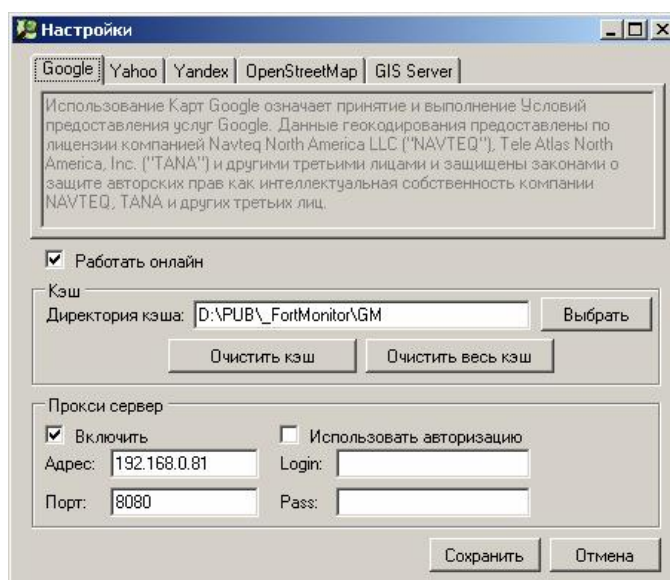 Настройки
Google Yahoo Yandex OpenStreetMap GIS Server
Использование Карт Google означает принятие и выполнение Условий
предоставления услуг Google. Данные геокодирования предоставлены по
лицензии компанией Navteq North America LLC ("NAVTEQ"), Tele Atlas North
America, Inc. ("TANA") и другими третьими лицами и защищены законами о
защите авторских прав как интеллектуальная собственность компании
NAVTEQ, TANA и других третьих лиц.
Работать онлайн
Кэш
Директория кэша: D:\PUB\_FortMonitor\GM Выбрать
Очистить кэш Очистить весь кэш
Прокси сервер
Включить Использовать авторизацию
Адрес: 192.168.0.81 Login:
Порт: 8080 Pass:
Сохранить Отмена